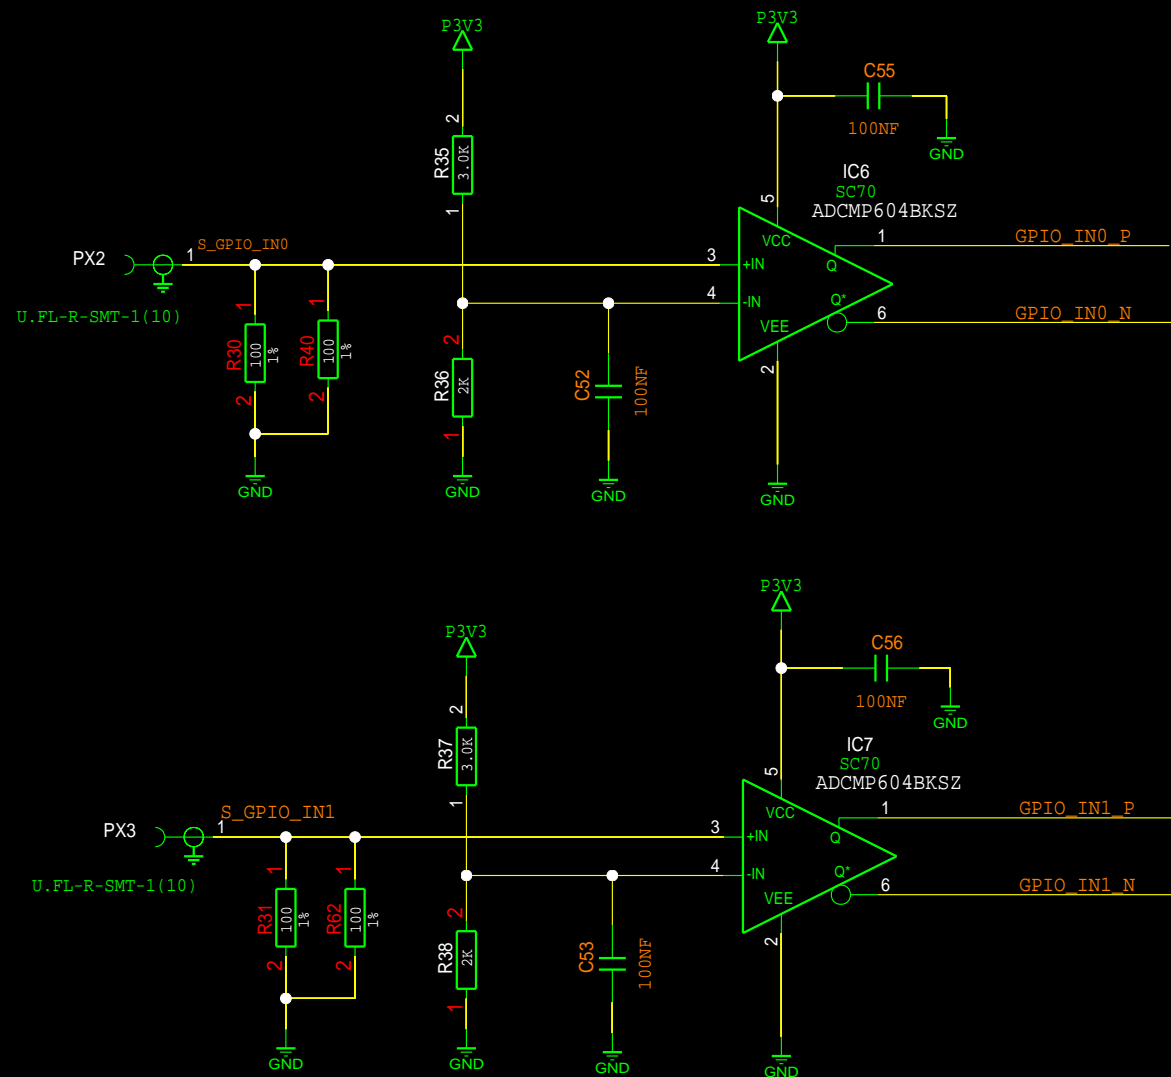 P3V3
P3V3
C55
100NF
GND
2
R35
3.0K
1
IC6
SC70
ADCMP604BKSZ
5
VCC
1
GPIO_IN0_P
Q
PX2
1
S_GPIO_IN0
3
+IN
4
-IN
Q*
6
GPIO_IN0_N
VEE
2
U.FL-R-SMT-1(10)
1
R30
100
1%
2
1
R40
100
1%
2
2
R36
2K
1
C52
100NF
GND
GND
GND
GND
P3V3
P3V3
C56
100NF
GND
2
R37
3.0K
1
IC7
SC70
ADCMP604BKSZ
5
VCC
1
GPIO_IN1_P
Q
PX3
1
S_GPIO_IN1
3
+IN
4
-IN
Q*
6
GPIO_IN1_N
VEE
2
U.FL-R-SMT-1(10)
1
R31
100
1%
2
1
R62
100
1%
2
2
R38
2K
1
C53
100NF
GND
GND
GND
GND